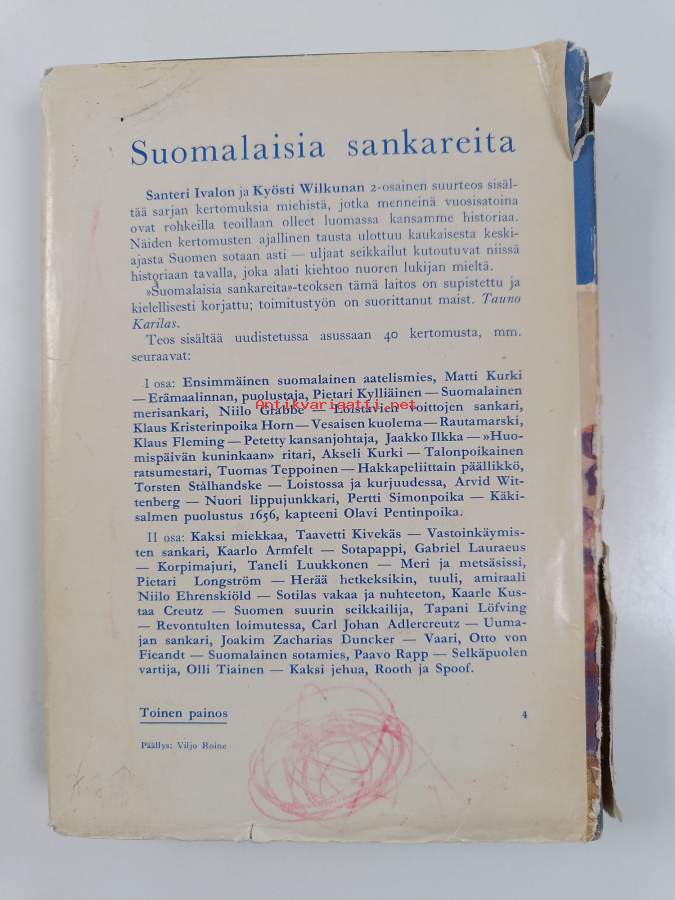 Suomalaisia sankareita
Santeri Ivalon ja Kyösti Wilkunan 2-osainen suurteos sisäl-
tää sarjan kertomuksia miehistä, jotka menneinä vuosisatoina
ovat rohkeilla teoillaan olleet luomassa kansamme historiaa.
Näiden kertomusten ajallinen tausta ulottuu kaukaisesta keski-
ajasta Suomen sotaan asti — uljaat seikkailut kutoutuvat niissä
historiaan tavalla, joka alati kiehtoo nuoren lukijan mieltä.
»Suomalaisia sankareita»-teoksen tämä laitos on supistettu ja
kielellisesti korjattu; toimitustyön on suorittanut maist. Tauno
Karilas.
Teos sisältää uudistetussa asussaan 40 kertomusta, mm.
seuraavat:
I osa: Ensimmäinen suomalainen aatelismies, Matti Kurki
— Erämaalinnan, puolustaja, Pietari Kylliäinen — Suomalainen
merisankari, Niilo Grabbe — Loistavien voittojen sankari,
Antikvariaatti.net
Klaus Kristerinpoika Horn — Vesaisen kuolema — Rautamarski,
Klaus Fleming — Petetty kansanjohtaja, Jaakko Ilkka — »Huo-
mispäivän kuninkaan» ritari, Akseli Kurki — Talonpoikainen
ratsumestari, Tuomas Teppoinen — Hakkapeliittain päällikkö,
Torsten Stålhandske — Loistossa ja kurjuudessa, Arvid Wit-
tenberg — Nuori lippujunkkari, Pertti Simonpoika — Käki-
salmen puolustus 1656, kapteeni Olavi Pentinpoika.
II osa: Kaksi miekkaa, Taavetti Kivekäs — Vastoinkäymis-
ten sankari, Kaarlo Armfelt — Sotapappi, Gabriel Lauraeus
— Korpimajuri, Taneli Luukkonen — Meri ja metsäsissi,
Pietari Longström — Herää hetkeksikin, tuuli, amiraali
Niilo Ehrenskiöld — Sotilas vakaa ja nuhteeton, Kaarle Kus-
taa Creutz — Suomen suurin seikkailija, Tapani Löfving
— Revontulten loimutessa, Carl Johan Adlercreutz — Uuma-
jan sankari, Joakim Zacharias Duncker — Vaari, Otto von
Fieandt — Suomalainen sotamies, Paavo Rapp — Selkäpuolen
vartija, Olli Tiainen — Kaksi jehua, Rooth ja Spoof.
Toinen painos 4
Päällys: Viljo Roine